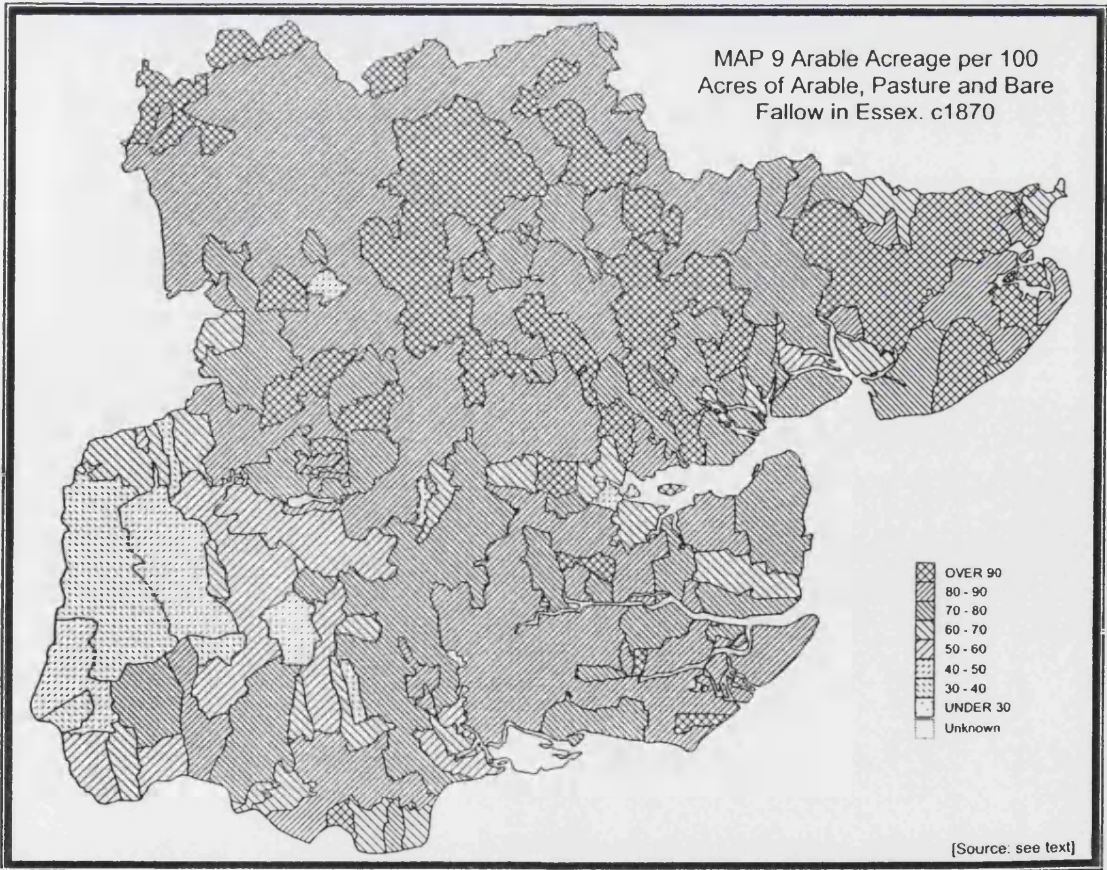 MAP 9 Arable Acreage per 100
Acres of Arable, Pasture and Bare
Fallow in Essex. c1870
OVER 90
80 - 90
70 - 80
60 - 70
50 - 60
40 - 50
30 - 40
UNDER 30
Unknown
[Source: see text]